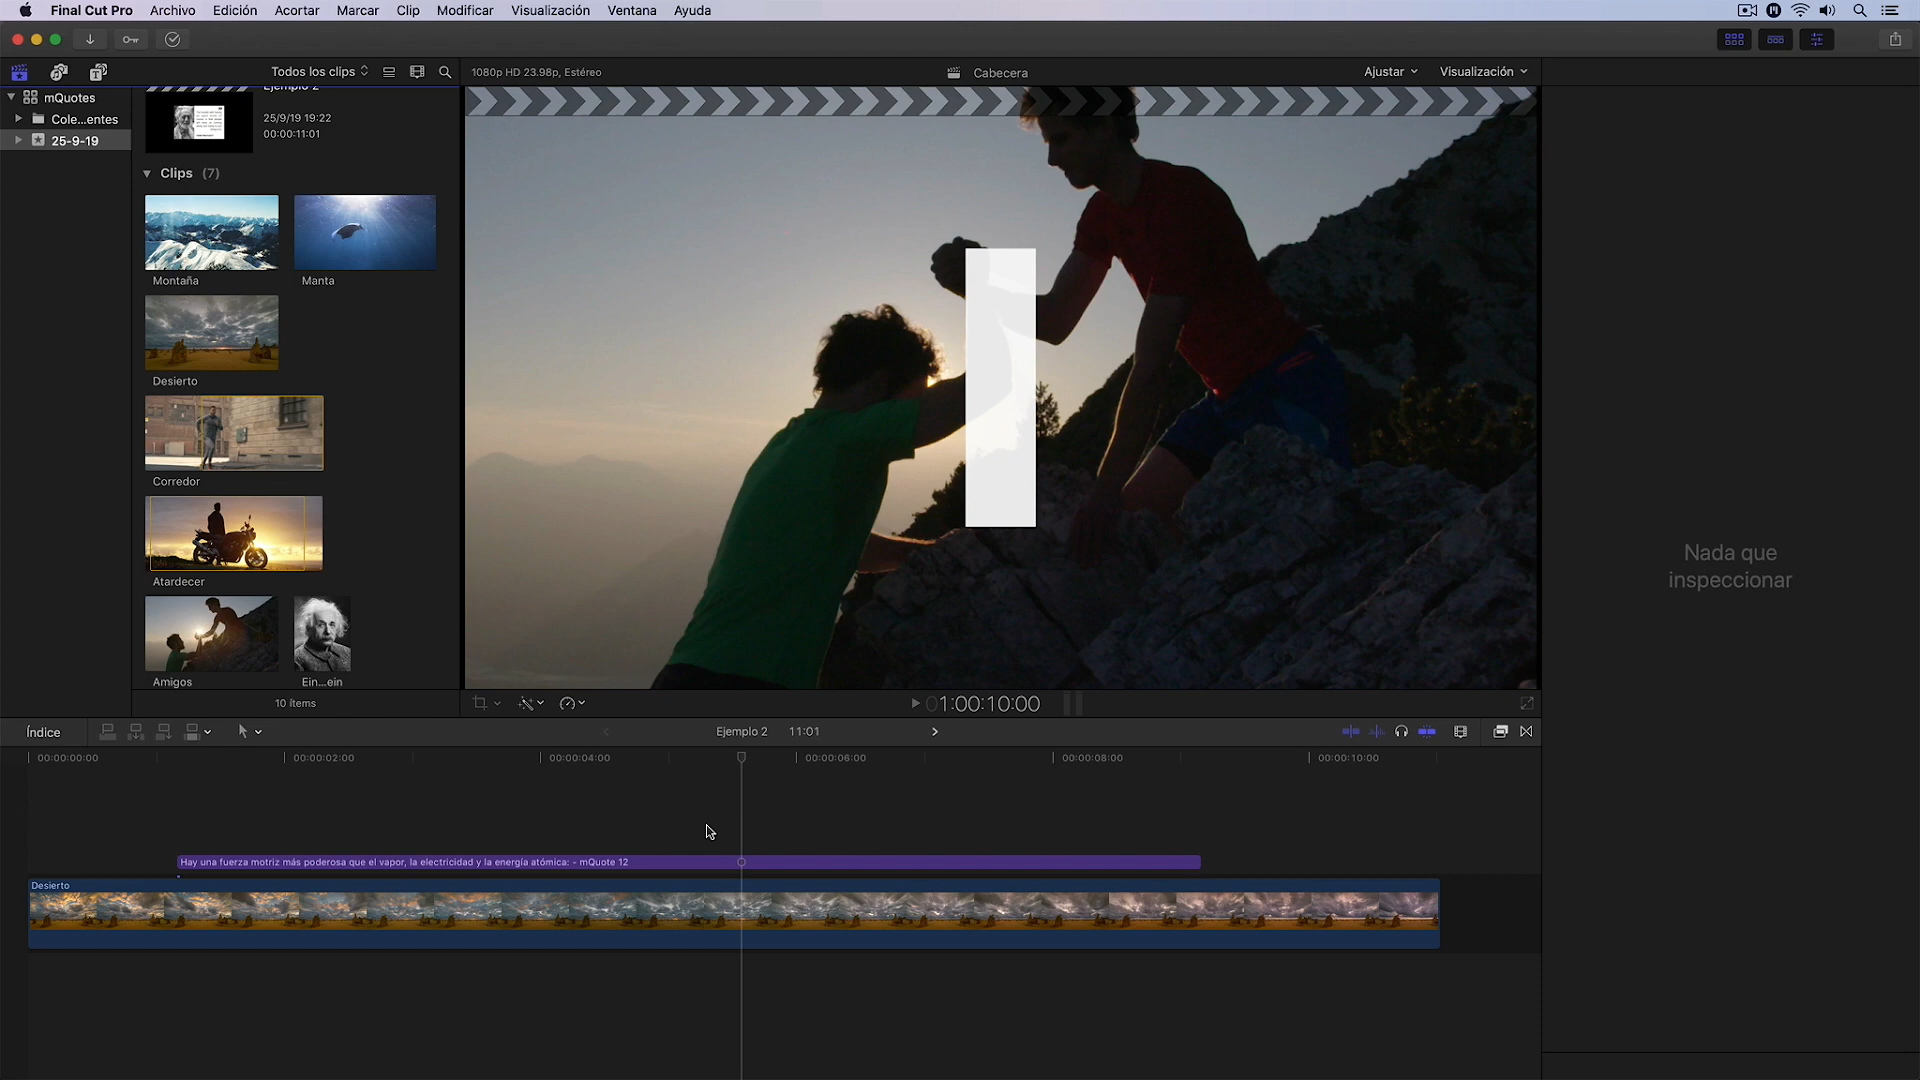 Final Cut Pro Archivo Edición Acortar Marcar Clip Modificar Visualización Ventana Ayuda
Todos los clips
1080p HD 23.98p, Estéreo
Cabecera
Ajustar
Visualización
mQuotes
Cole...entes
25-9-19
Ejemplo 2
25/9/19 19:22
00:00:11:01
Clips (7)
Montaña
Manta
Desierto
Corredor
Atardecer
Amigos
Ein...ein
10 ítems
01:00:10:00
Nada que
inspeccionar
Índice
Ejemplo 2 11:01
00:00:00:00 00:00:02:00 00:00:04:00 00:00:06:00 00:00:08:00 00:00:10:00
Hay una fuerza motriz más poderosa que el vapor, la electricidad y la energía atómica: - mQuote 12
Desierto